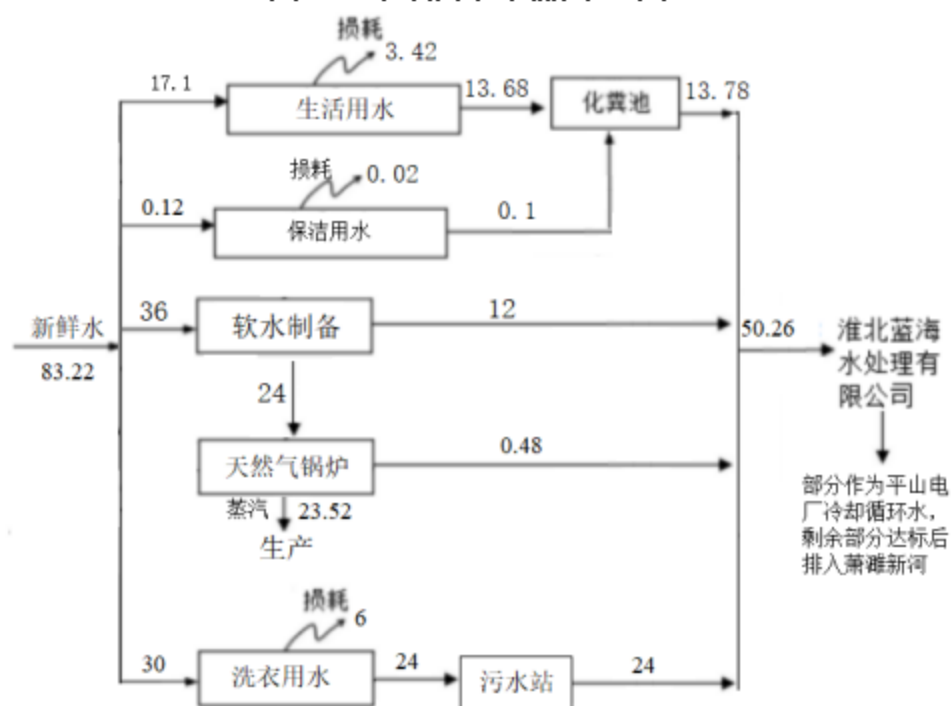 损耗
3.42
17.1
生活用水
13.68
化粪池
13.78
损耗
0.02
0.12
保洁用水
0.1
新鲜水
83.22
36
软水制备
12
50.26
淮北蓝海
水处理有
限公司
24
天然气锅炉
0.48
蒸汽
23.52
生产
部分作为平山电
厂冷却循环水，
剩余部分达标后
排入萧濉新河
损耗
6
30
洗衣用水
24
污水站
24